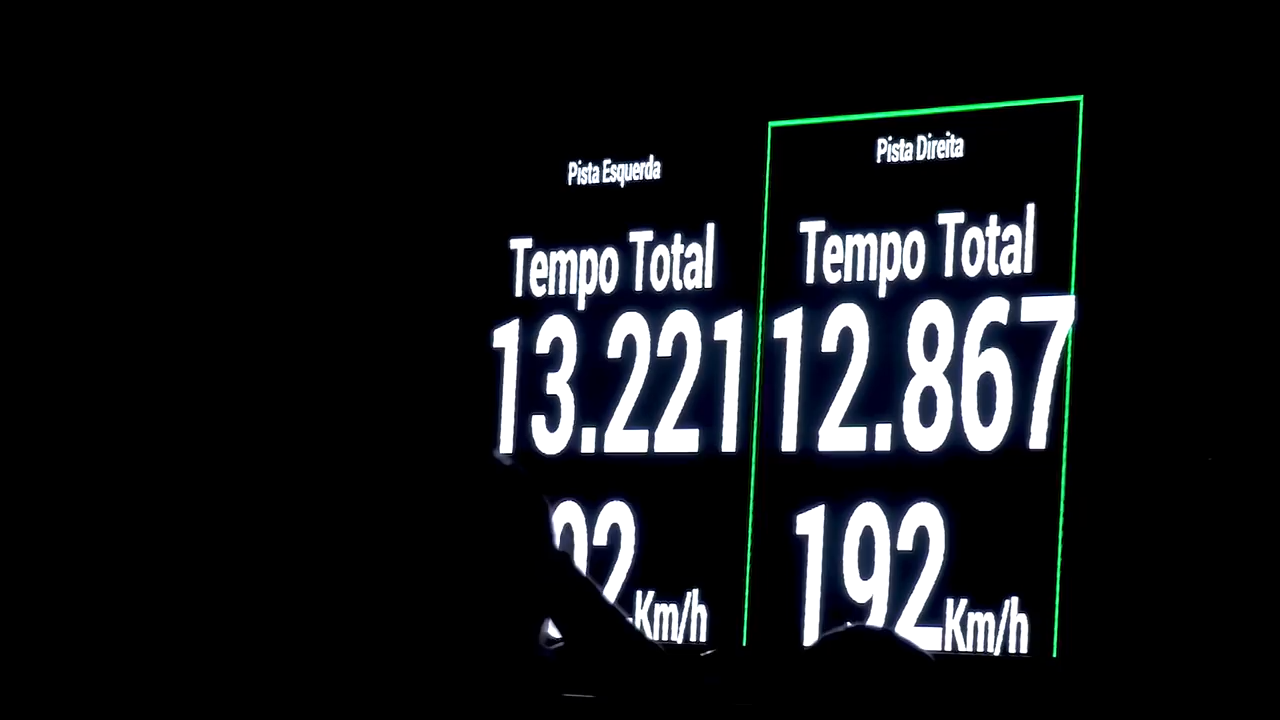 Pista Esquerda
Tempo Total
13.221
Km/h
Pista Direita
Tempo Total
12.867
192 Km/h